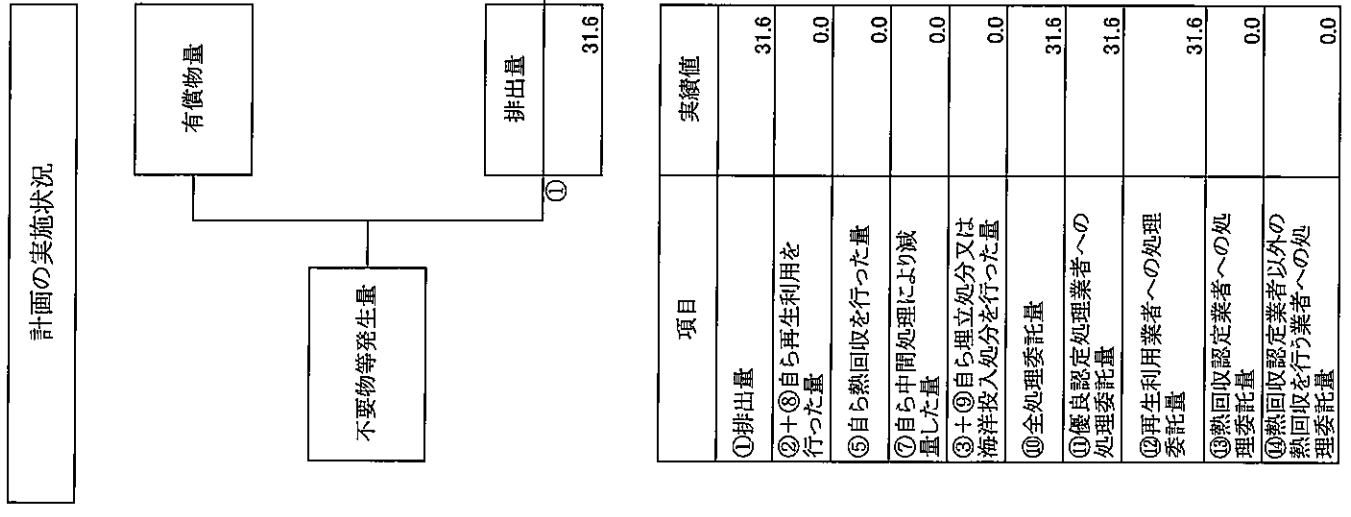 計画の実施状況
不要物等発生量
有償物量
排出量
①
31.6
項目
実績値
①排出量
31.6
②＋⑧自ら再生利用を
行った量
0.0
⑤自ら熱回収を行った量
0.0
⑦自ら中間処理により減
量した量
0.0
③＋⑨自ら埋立処分又は
海洋投入処分を行った量
0.0
⑩全処理委託量
31.6
⑪優良認定処理業者への
処理委託量
31.6
⑫再生利用業者への処理
委託量
31.6
⑬熱回収認定業者への処
理委託量
0.0
⑭熱回収認定業者以外の
熱回収を行う業者への処
理委託量
0.0